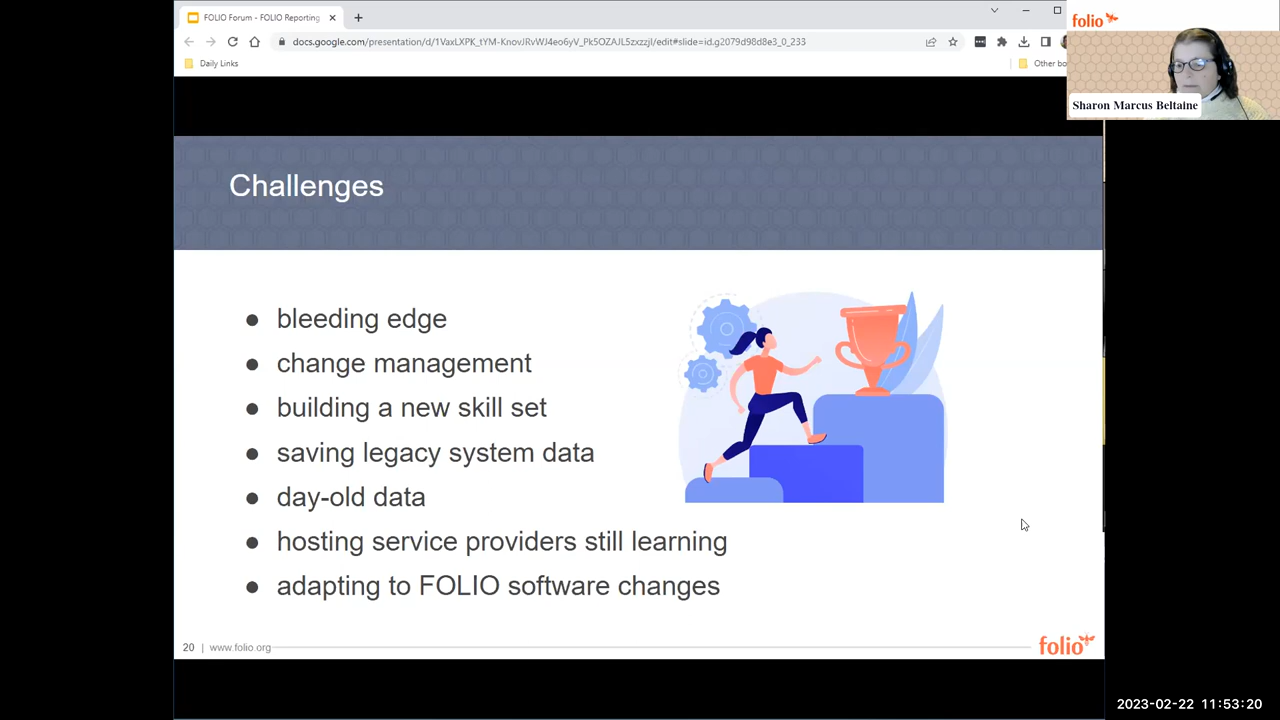 FOLIO Forum - FOLIO Reporting
docs.google.com/presentation/d/1VaxLXPK_tYM-KnovJRvWJ4eo6yV_Pk5OZAJL5zxzzjI/edit#slide=id.g2079d98d8e3_0_233
Daily Links
Other bo
folio
Sharon Marcus Beltaine
Challenges
● bleeding edge
● change management
● building a new skill set
● saving legacy system data
● day-old data
● hosting service providers still learning
● adapting to FOLIO software changes
20 | www.folio.org
folio
2023-02-22 11:53:20